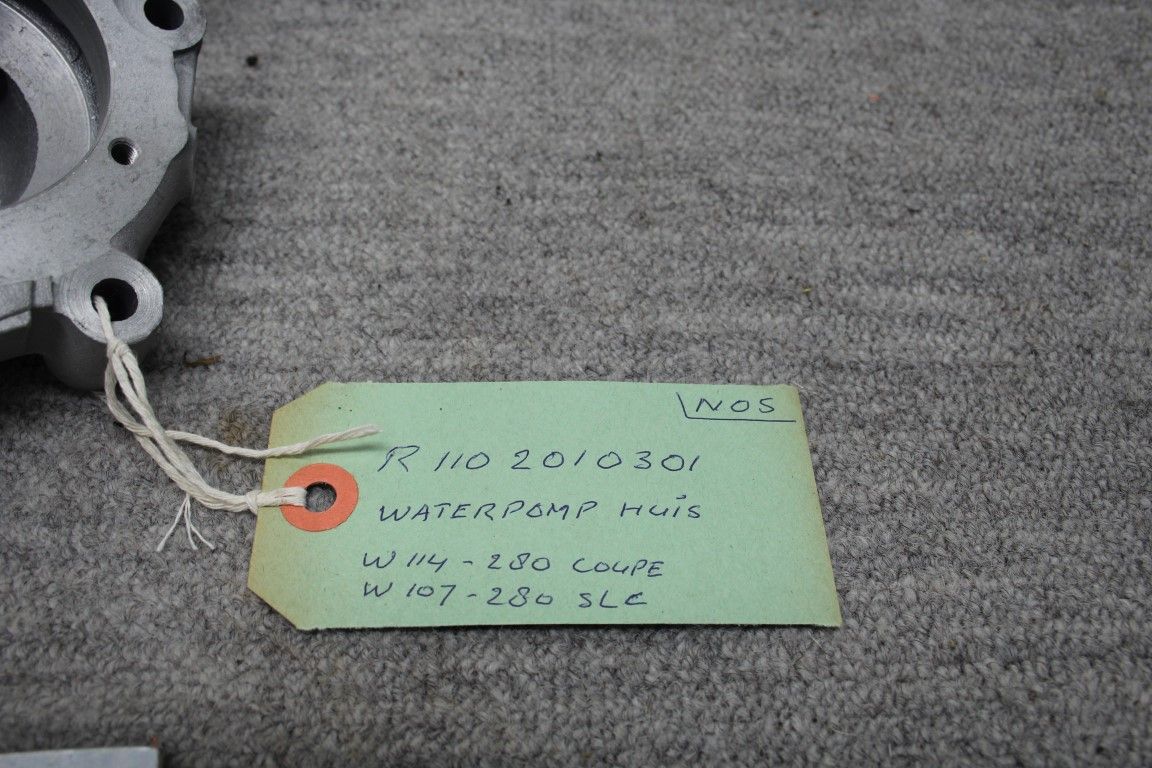 NOS
R 110 2010301
WATERPOMP HUIS
W 114 - 280 COUPE
W 107 - 280 SLC